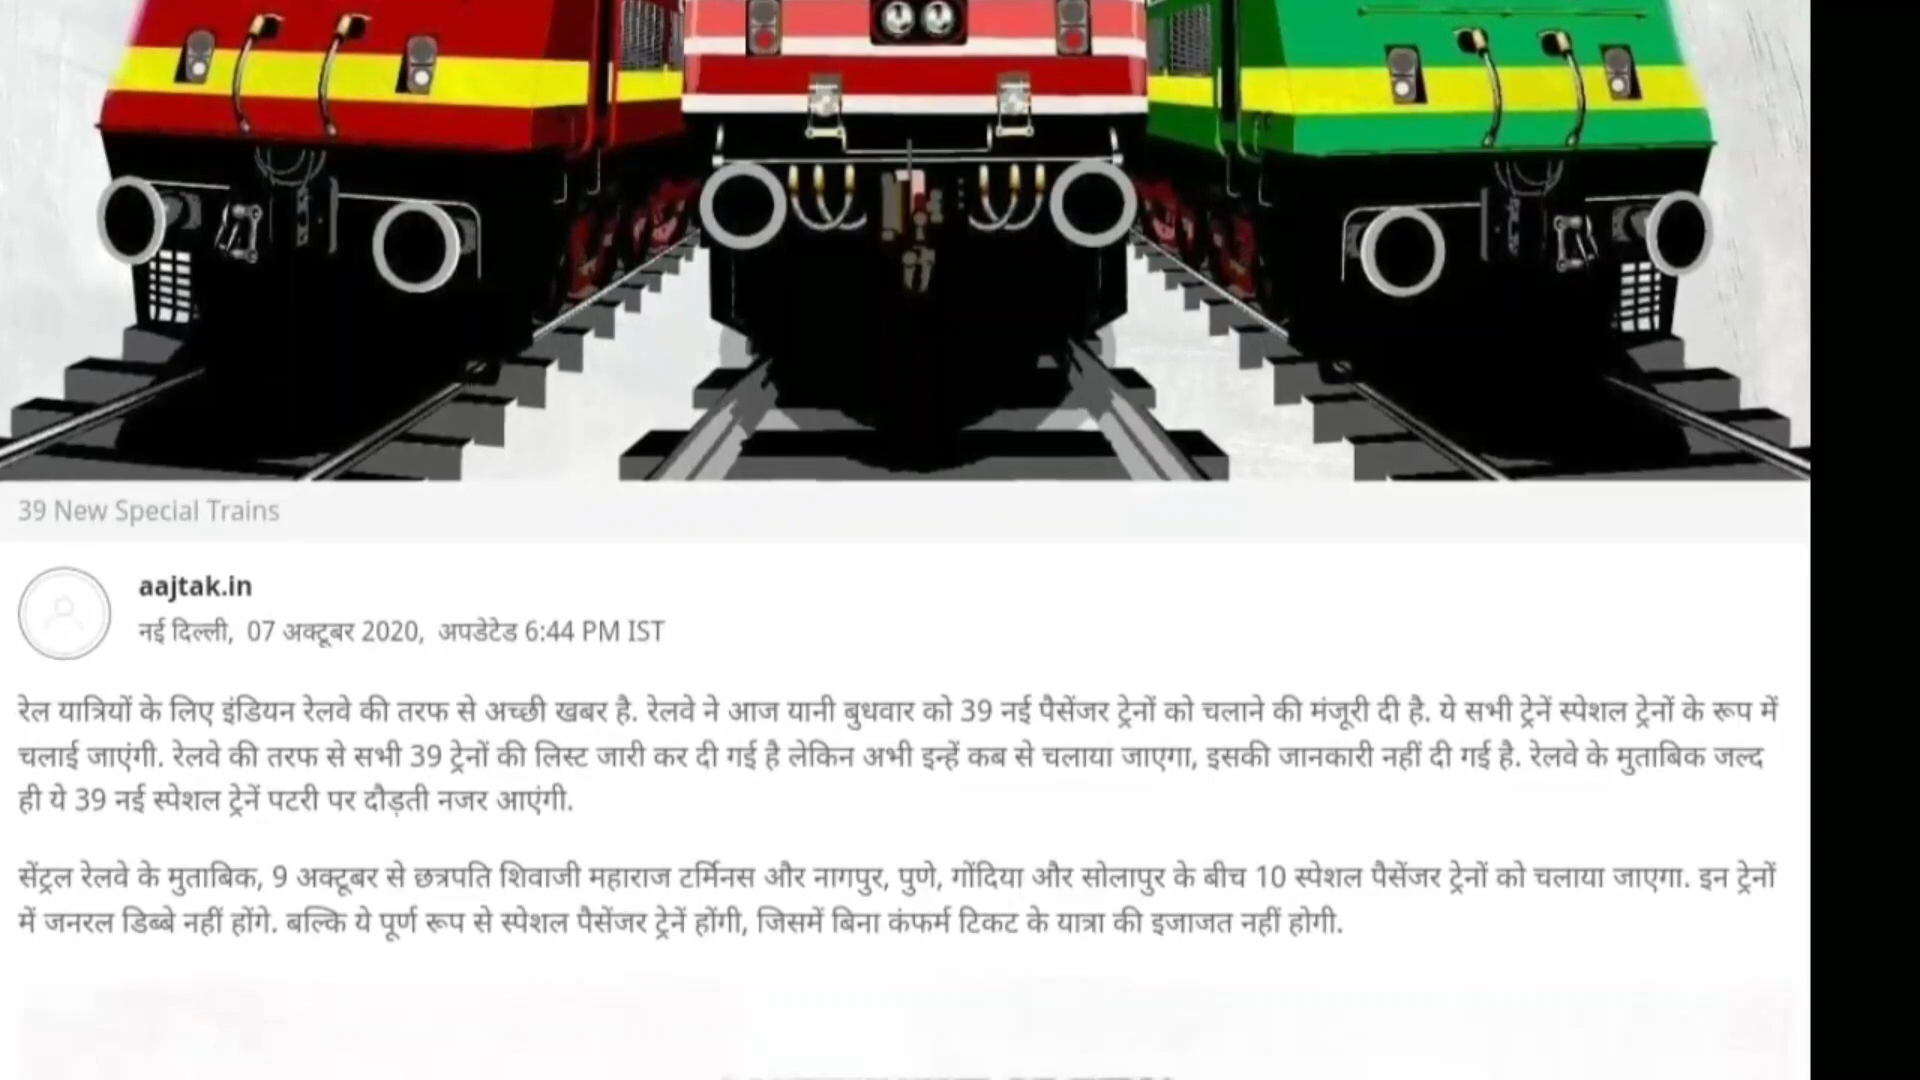 39 New Special Trains
aajtak.in
नई दिल्ली, 07 अक्टूबर 2020, अपडेटेड 6:44 PM IST
रेल यात्रियों के लिए इंडियन रेलवे की तरफ से अच्छी खबर है. रेलवे ने आज यानी बुधवार को 39 नई पैसेंजर ट्रेनों को चलाने की मंजूरी दी है. ये सभी ट्रेनें स्पेशल ट्रेनों के रूप में
चलाई जाएंगी. रेलवे की तरफ से सभी 39 ट्रेनों की लिस्ट जारी कर दी गई है लेकिन अभी इन्हें कब से चलाया जाएगा, इसकी जानकारी नहीं दी गई है. रेलवे के मुताबिक जल्द
ही ये 39 नई स्पेशल ट्रेनें पटरी पर दौड़ती नजर आएंगी.
सेंट्रल रेलवे के मुताबिक, 9 अक्टूबर से छत्रपति शिवाजी महाराज टर्मिनस और नागपुर, पुणे, गोंदिया और सोलापुर के बीच 10 स्पेशल पैसेंजर ट्रेनों को चलाया जाएगा. इन ट्रेनों
में जनरल डिब्बे नहीं होंगे. बल्कि ये पूर्ण रूप से स्पेशल पैसेंजर ट्रेनें होंगी, जिसमें बिना कंफर्म टिकट के यात्रा की इजाजत नहीं होगी.